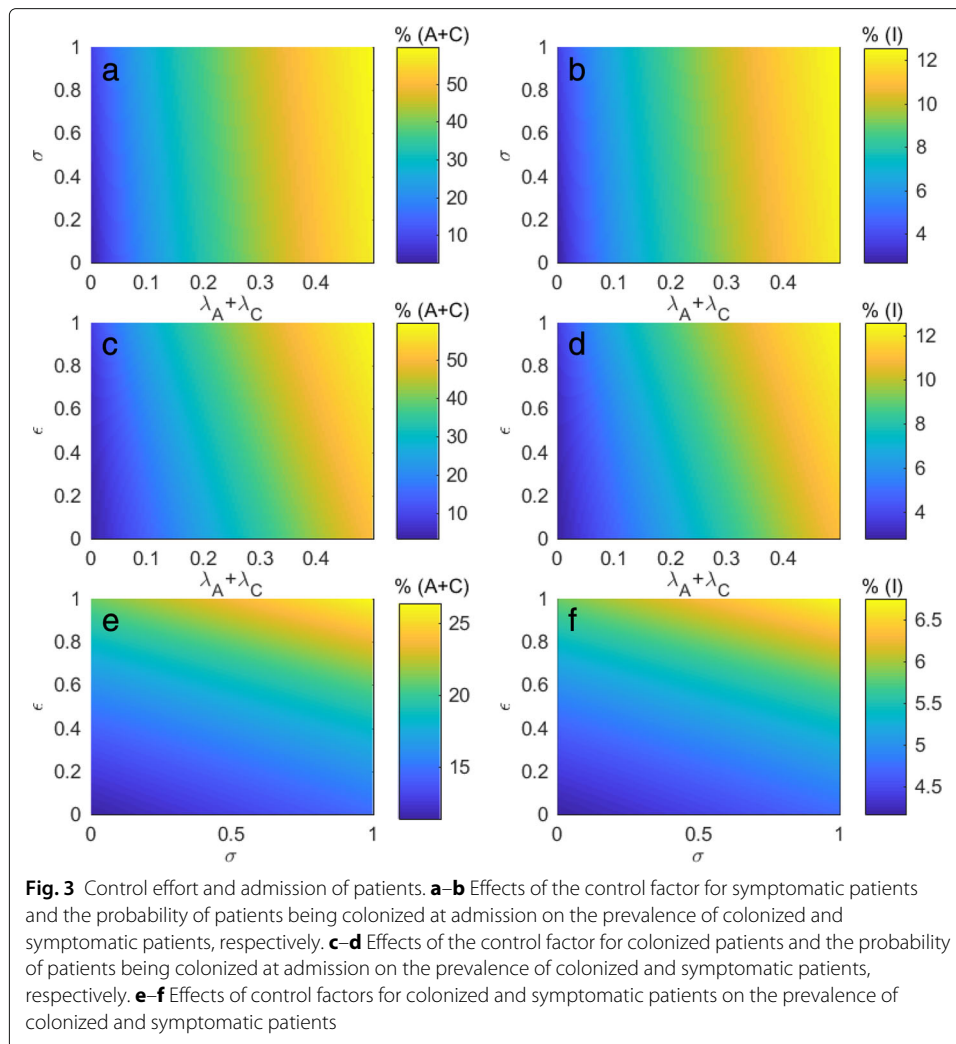 % (A+C)
% (I)
a
b
1
0.8
0.6
0.4
0.2
0
σ
50
40
30
20
10
1
0.8
0.6
0.4
0.2
0
σ
12
10
8
6
4
0 0.1 0.2 0.3 0.4
λ_A+λ_C
0 0.1 0.2 0.3 0.4
λ_A+λ_C
% (A+C)
% (I)
c
d
1
0.8
0.6
0.4
0.2
0
ϵ
50
40
30
20
10
1
0.8
0.6
0.4
0.2
0
ϵ
12
10
8
6
4
0 0.1 0.2 0.3 0.4
λ_A+λ_C
0 0.1 0.2 0.3 0.4
λ_A+λ_C
% (A+C)
% (I)
e
f
1
0.8
0.6
0.4
0.2
0
ϵ
25
20
15
1
0.8
0.6
0.4
0.2
0
ϵ
6.5
6
5.5
5
4.5
0 0.5 1
σ
0 0.5 1
σ
Fig. 3 Control effort and admission of patients. a–b Effects of the control factor for symptomatic patients
and the probability of patients being colonized at admission on the prevalence of colonized and
symptomatic patients, respectively. c–d Effects of the control factor for colonized patients and the probability
of patients being colonized at admission on the prevalence of colonized and symptomatic patients,
respectively. e–f Effects of control factors for colonized and symptomatic patients on the prevalence of
colonized and symptomatic patients